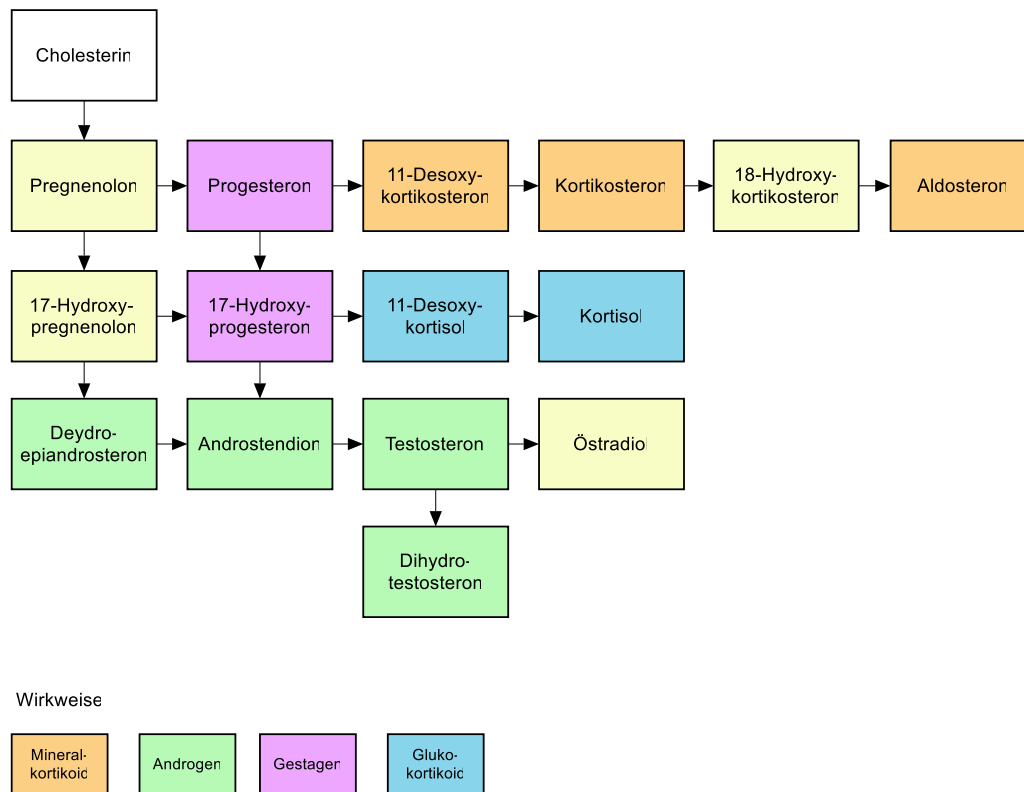 Cholesterin
Pregnenolon
Progesteron
11-Desoxy-
kortikosteron
Kortikosteron
18-Hydroxy-
kortikosteron
Aldosteron
17-Hydroxy-
pregnenolon
17-Hydroxy-
progesteron
11-Desoxy-
kortisol
Kortisol
Deydro-
epiandrosteron
Androstendion
Testosteron
Östradiol
Dihydro-
testosteron
Wirkweise
Mineral-
kortikoid
Androgen
Gestagen
Gluko-
kortikoid